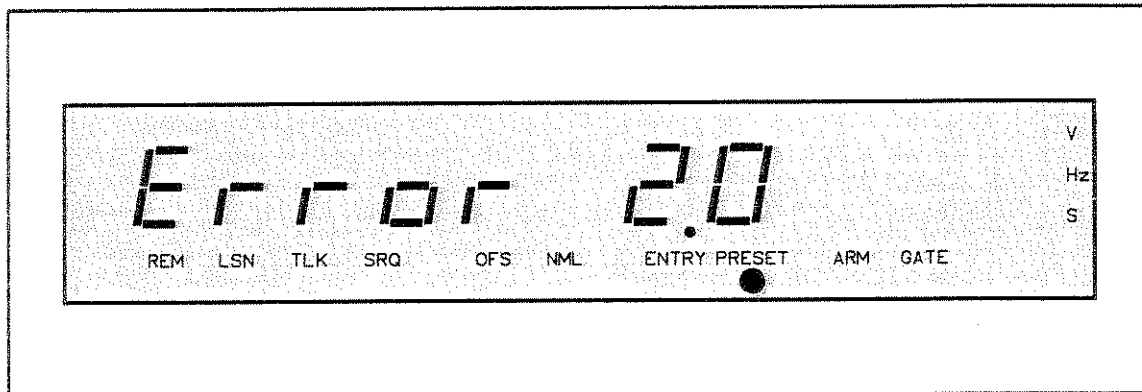 Error 2.0
V
Hz
S
REM LSN TLK SRQ OFS NML ENTRY PRESET ARM GATE